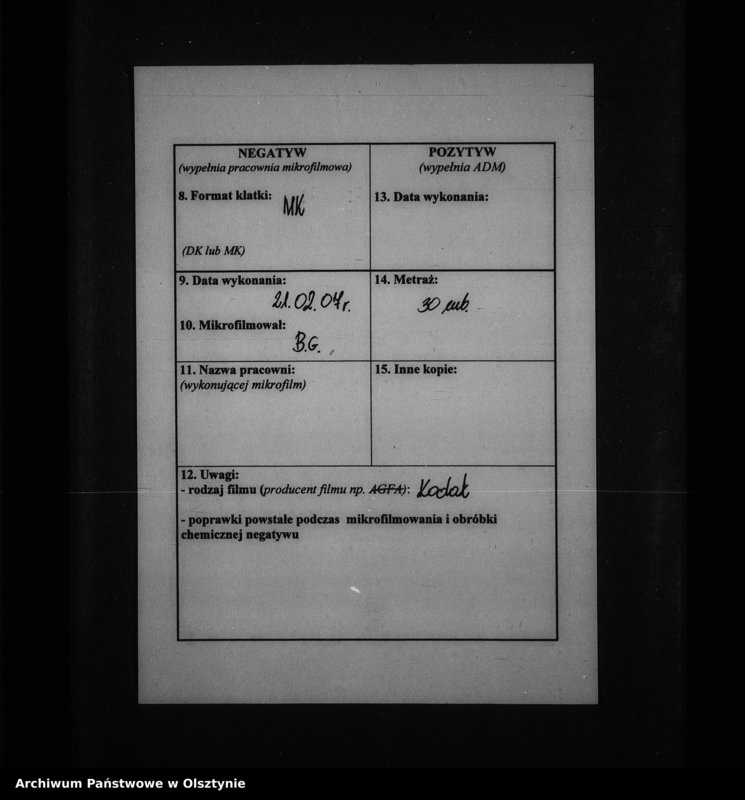 NEGATYW
(wypełnia pracownia mikrofilmowa)
8. Format klatki: MK
(DK lub MK)
POZYTYW
(wypełnia ADM)
13. Data wykonania:
9. Data wykonania:
21.02.04r.
10. Mikrofilmował:
B.G.
14. Metraż:
30 mb.
11. Nazwa pracowni:
(wykonującej mikrofilm)
15. Inne kopie:
12. Uwagi:
- rodzaj filmu (producent filmu np. AGFA): Kodak
- poprawki powstałe podczas mikrofilmowania i obróbki
chemicznej negatywu
Archiwum Państwowe w Olsztynie